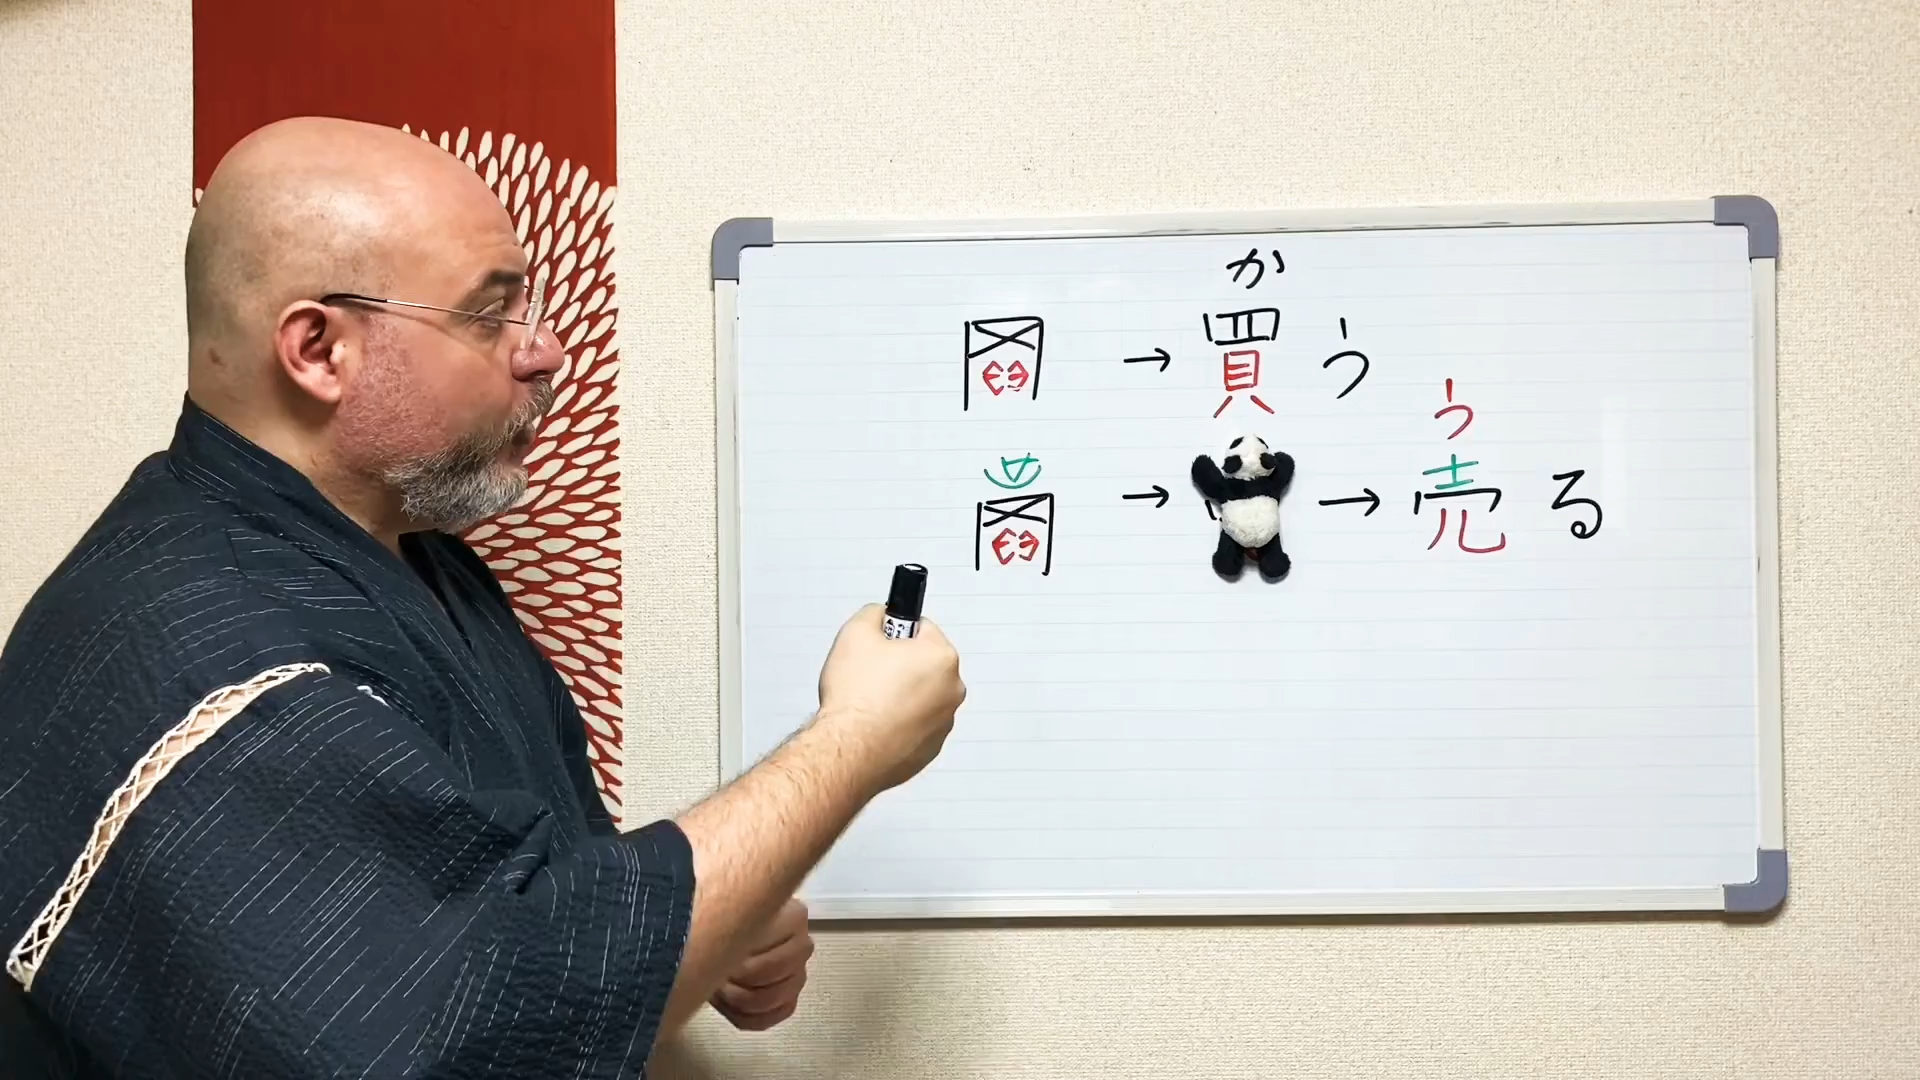 か
→ 買う
う
→ → 売る